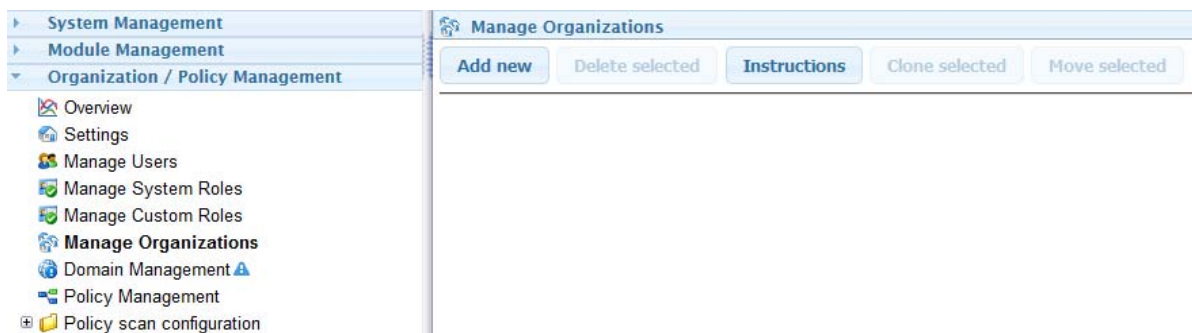 System Management
Module Management
Organization / Policy Management
Overview
Settings
Manage Users
Manage System Roles
Manage Custom Roles
Manage Organizations
Domain Management
Policy Management
Policy scan configuration
Manage Organizations
Add new Delete selected Instructions Clone selected Move selected